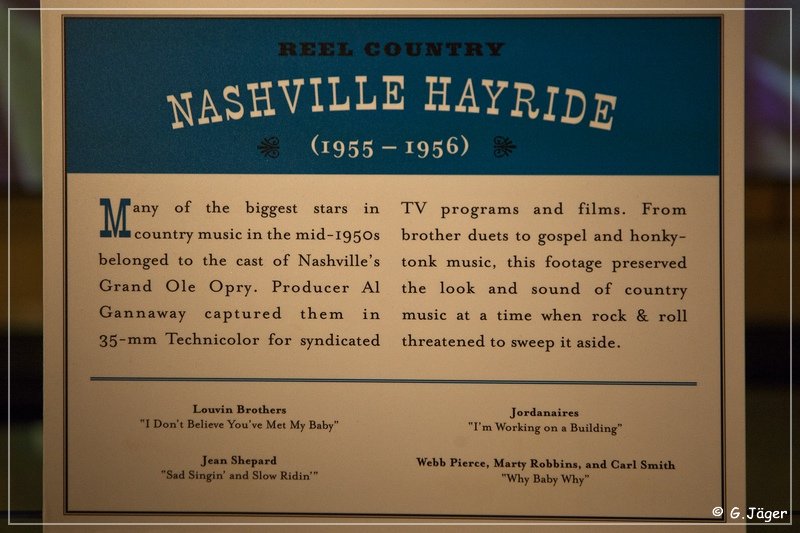 REEL COUNTRY
NASHVILLE HAYRIDE
(1955 – 1956)
Many of the biggest stars in
country music in the mid-1950s
belonged to the cast of Nashville's
Grand Ole Opry. Producer Al
Gannaway captured them in
35-mm Technicolor for syndicated
TV programs and films. From
brother duets to gospel and honky-
tonk music, this footage preserved
the look and sound of country
music at a time when rock & roll
threatened to sweep it aside.
Louvin Brothers
"I Don't Believe You've Met My Baby"
Jean Shepard
"Sad Singin' and Slow Ridin'"
Jordanaires
"I'm Working on a Building"
Webb Pierce, Marty Robbins, and Carl Smith
"Why Baby Why"
© G.Jäger